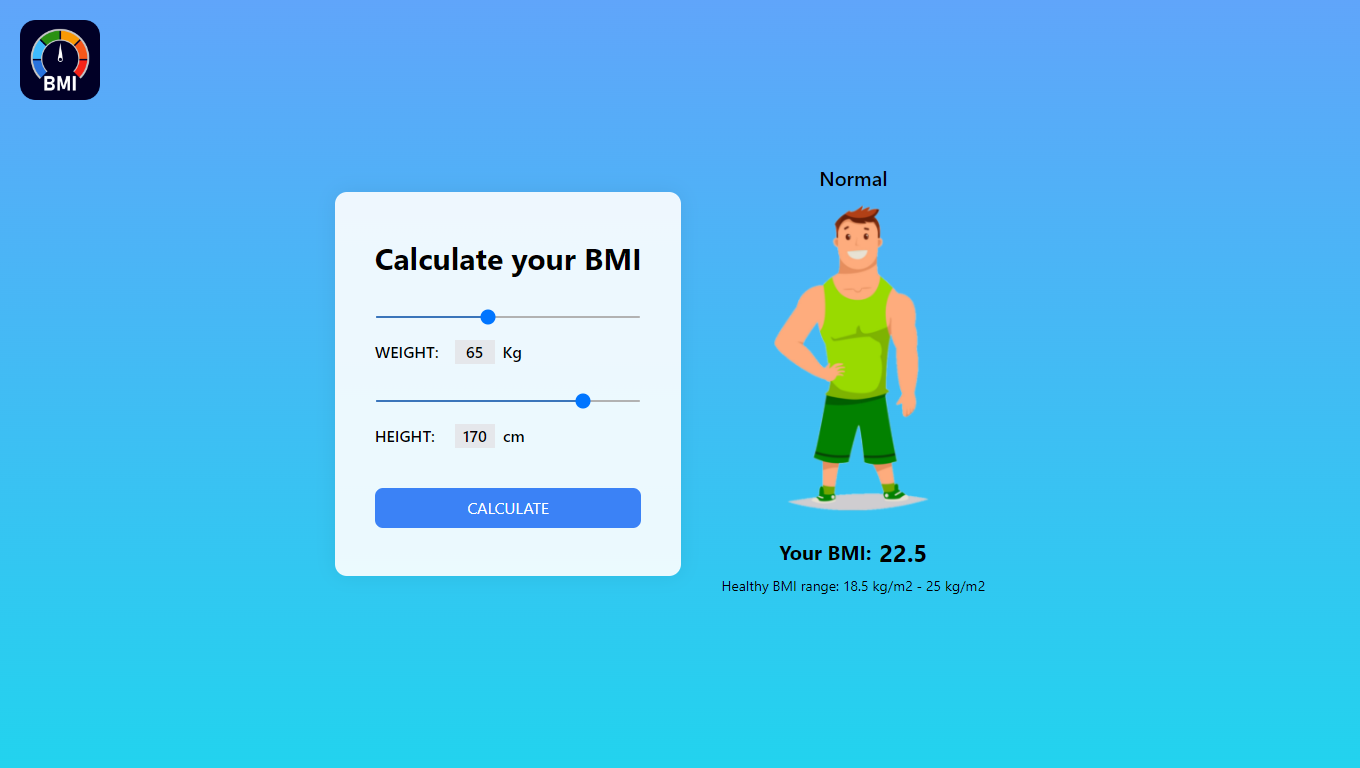 BMI
Calculate your BMI
WEIGHT: 65 Kg
HEIGHT: 170 cm
CALCULATE
Normal
Your BMI: 22.5
Healthy BMI range: 18.5 kg/m2 - 25 kg/m2